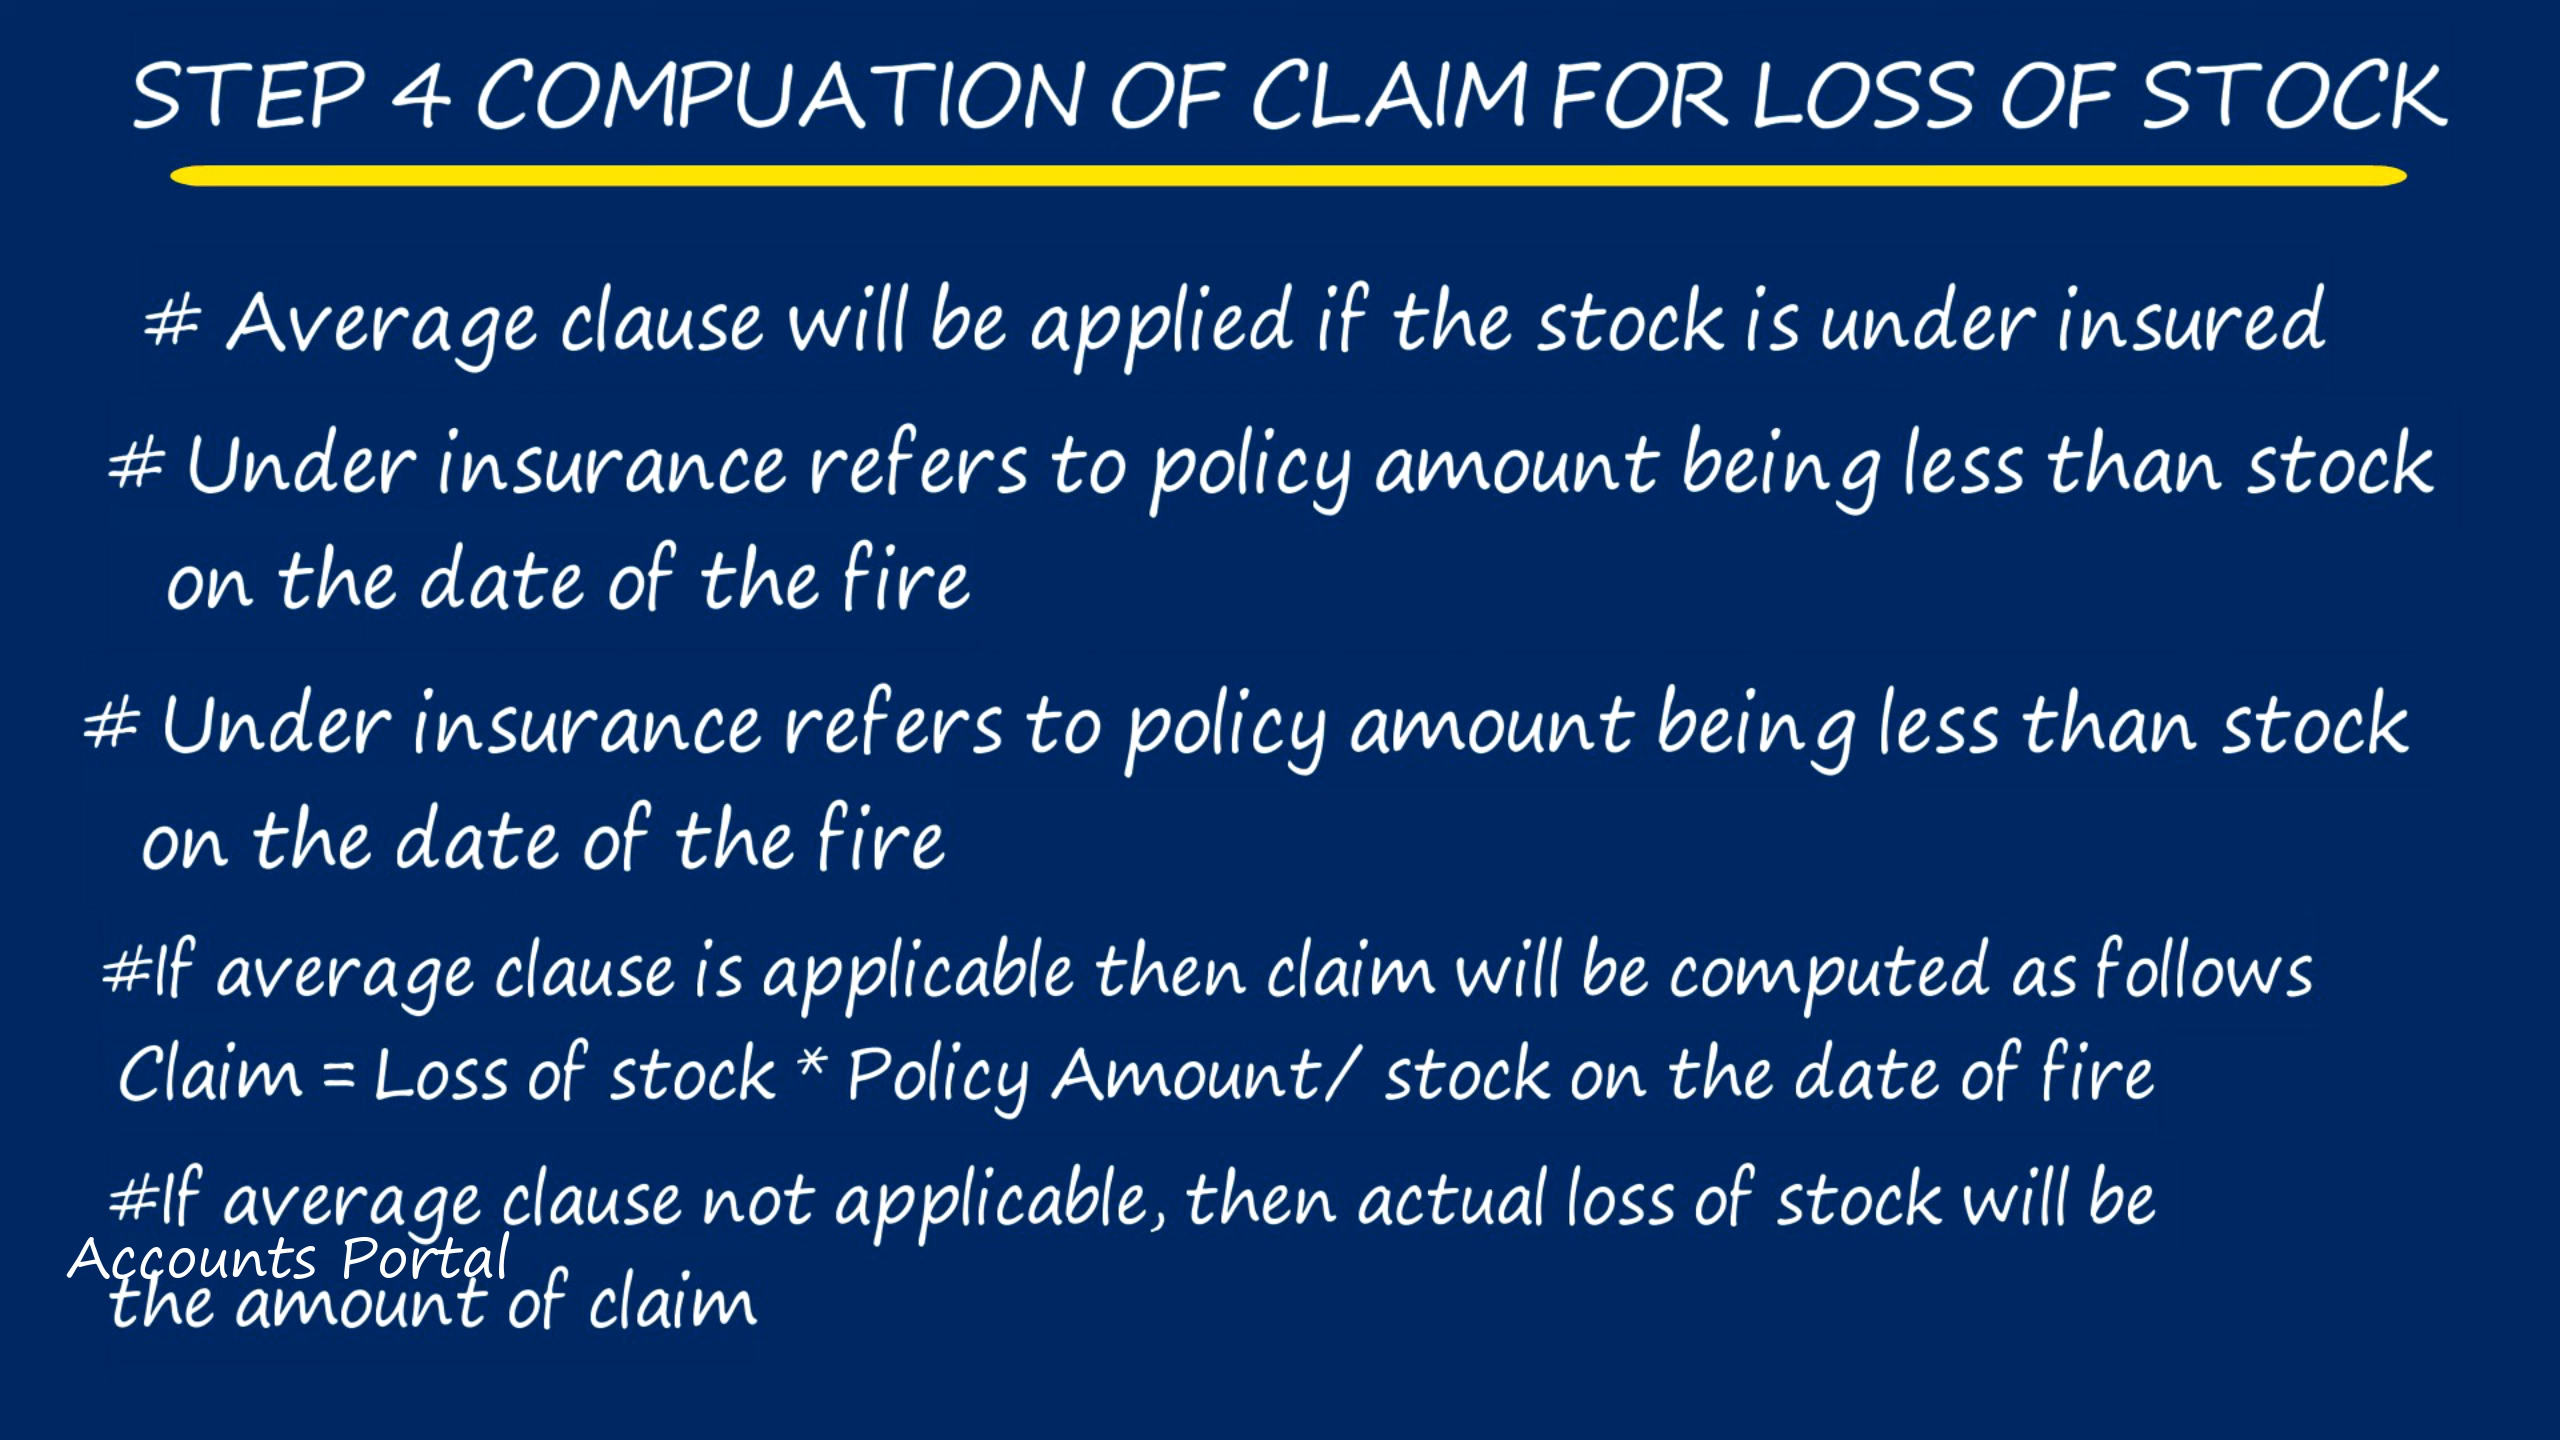 STEP 4 COMPUATION OF CLAIM FOR LOSS OF STOCK
# Average clause will be applied if the stock is under insured
# Under insurance refers to policy amount being less than stock
on the date of the fire
# Under insurance refers to policy amount being less than stock
on the date of the fire
#If average clause is applicable then claim will be computed as follows
Claim = Loss of stock * Policy Amount/ stock on the date of fire
#If average clause not applicable, then actual loss of stock will be
Accounts Portal
the amount of claim